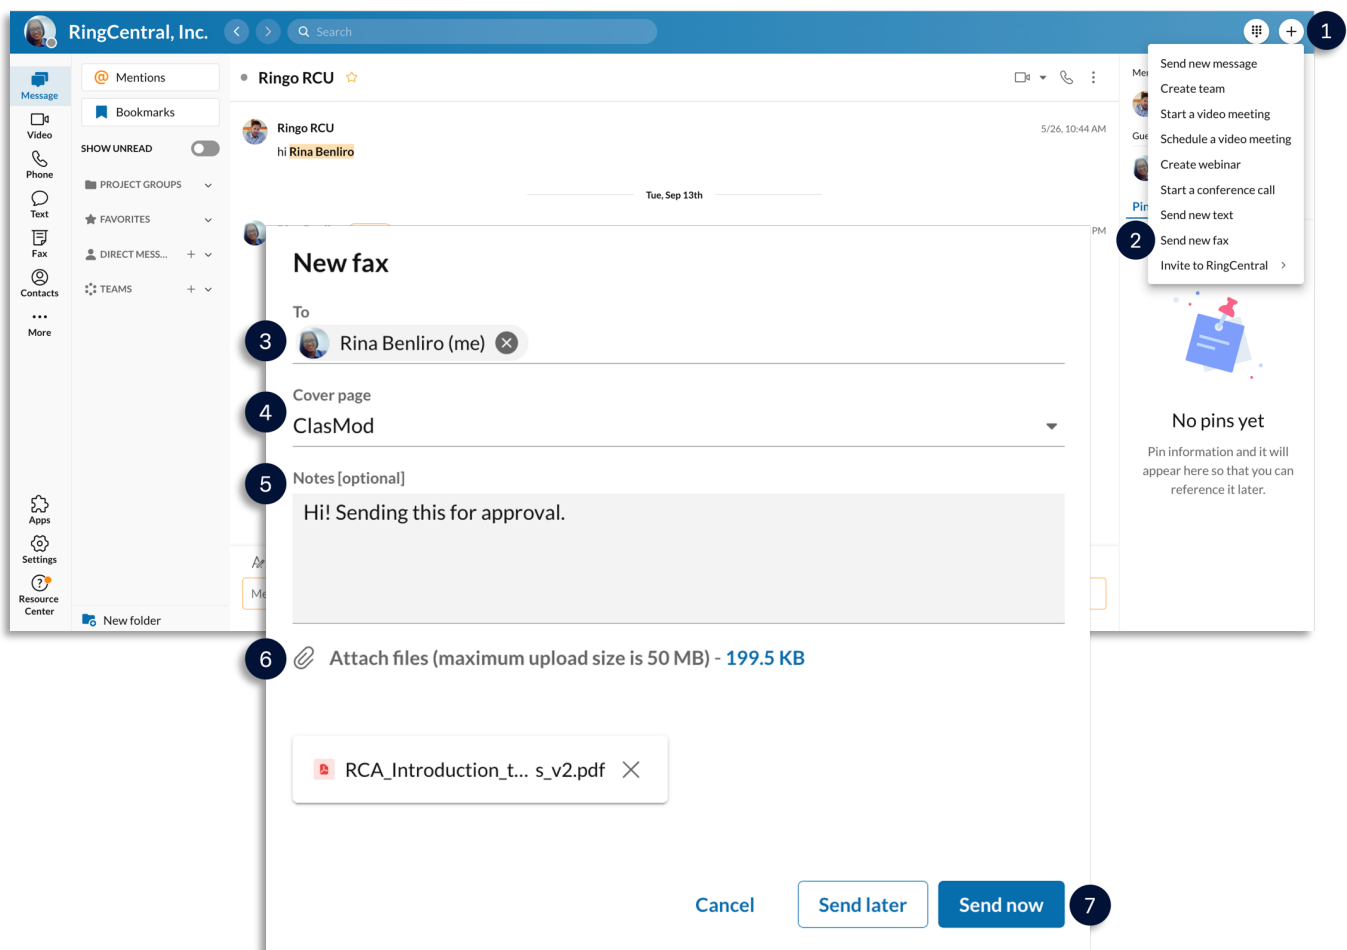 RingCentral, Inc.
Search
1
Message
Video
Phone
Text
Fax
Contacts
More
Apps
Settings
Resource
Center
Mentions
Bookmarks
SHOW UNREAD
PROJECT GROUPS
FAVORITES
DIRECT MESS...
TEAMS
New folder
Ringo RCU
Ringo RCU
5/26, 10:44 AM
hi Rina Benliro
Tue, Sep 13th
PM
Send new message
Create team
Start a video meeting
Schedule a video meeting
Create webinar
Start a conference call
Send new text
2
Send new fax
Invite to RingCentral
No pins yet
Pin information and it will
appear here so that you can
reference it later.
New fax
To
3
Rina Benliro (me)
Cover page
4
ClasMod
Notes [optional]
5
Hi! Sending this for approval.
6
Attach files (maximum upload size is 50 MB) - 199.5 KB
RCA_Introduction_t... s_v2.pdf
Cancel
Send later
Send now
7